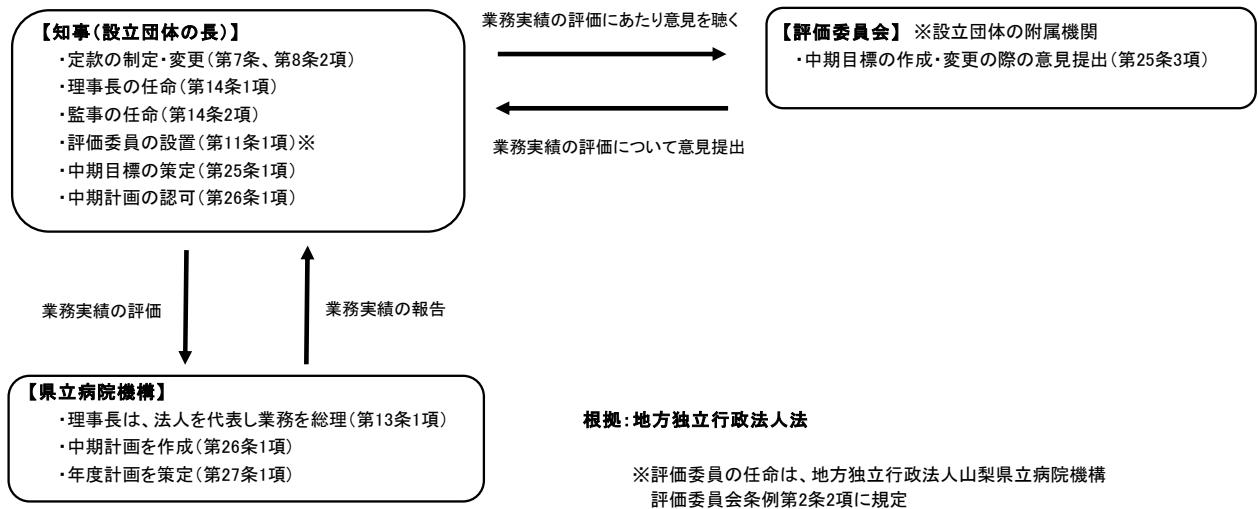 【知事(設立団体の長)】
・定款の制定・変更(第7条、第8条2項)
・理事長の任命(第14条1項)
・監事の任命(第14条2項)
・評価委員の設置(第11条1項)※
・中期目標の策定(第25条1項)
・中期計画の認可(第26条1項)
業務実績の評価にあたり意見を聴く
業務実績の評価について意見提出
【評価委員会】 ※設立団体の附属機関
・中期目標の作成・変更の際の意見提出(第25条3項)
業務実績の評価
業務実績の報告
【県立病院機構】
・理事長は、法人を代表し業務を総理(第13条1項)
・中期計画を作成(第26条1項)
・年度計画を策定(第27条1項)
根拠:地方独立行政法人法
※評価委員の任命は、地方独立行政法人山梨県立病院機構
評価委員会条例第2条2項に規定